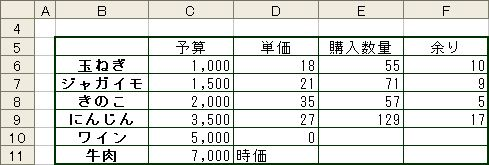 A B C D E F
4
5 予算 単価 購入数量 余り
6 玉ねぎ 1,000 18 55 10
7 ジャガイモ 1,500 21 71 9
8 きのこ 2,000 35 57 5
9 にんじん 3,500 27 129 17
10 ワイン 5,000 0
11 牛肉 7,000 時価